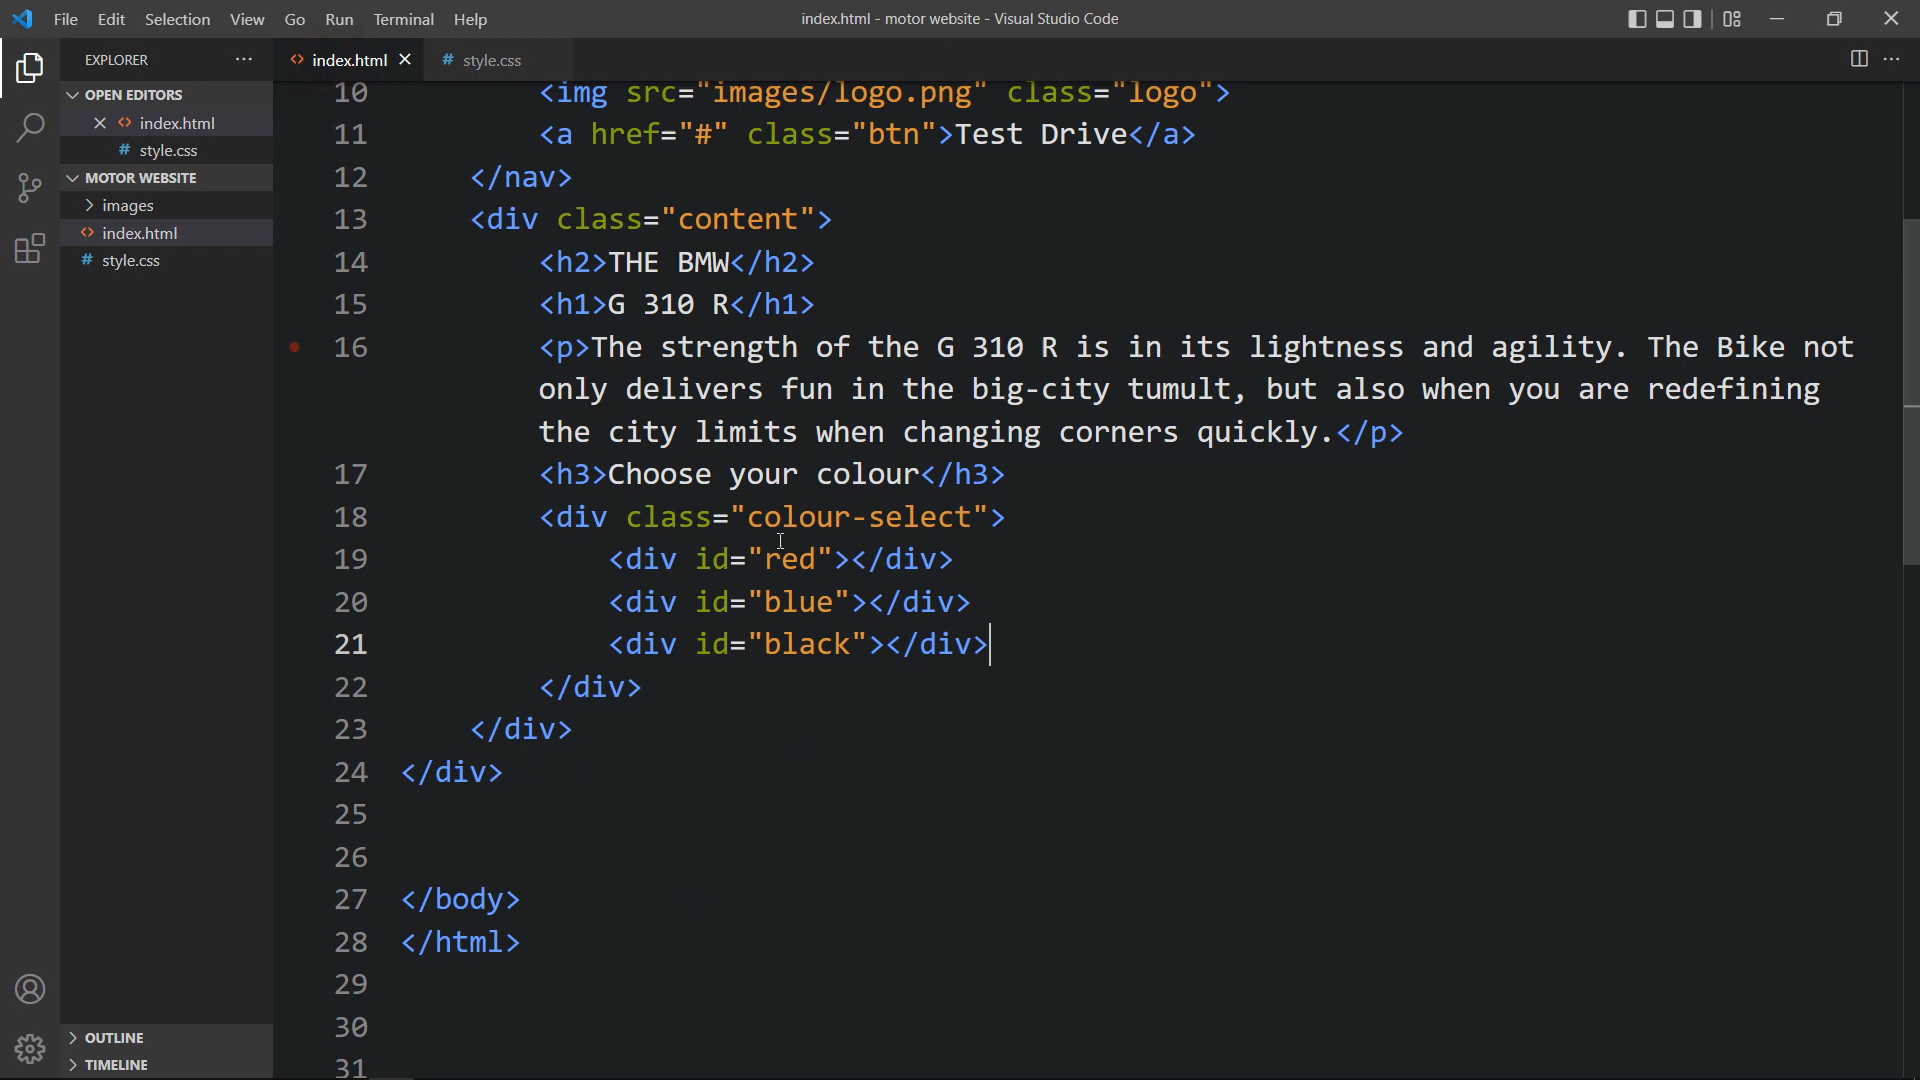 File Edit Selection View Go Run Terminal Help
index.html - motor website - Visual Studio Code
EXPLORER
OPEN EDITORS
index.html
# style.css
MOTOR WEBSITE
images
index.html
# style.css
OUTLINE
TIMELINE
index.html
# style.css
10 <img src="images/logo.png" class="logo">
11 <a href="#" class="btn">Test Drive</a>
12 </nav>
13 <div class="content">
14 <h2>THE BMW</h2>
15 <h1>G 310 R</h1>
16 <p>The strength of the G 310 R is in its lightness and agility. The Bike not
only delivers fun in the big-city tumult, but also when you are redefining
the city limits when changing corners quickly.</p>
17 <h3>Choose your colour</h3>
18 <div class="colour-select">
19 <div id="red"></div>
20 <div id="blue"></div>
21 <div id="black"></div>
22 </div>
23 </div>
24 </div>
25
26
27 </body>
28 </html>
29
30
31